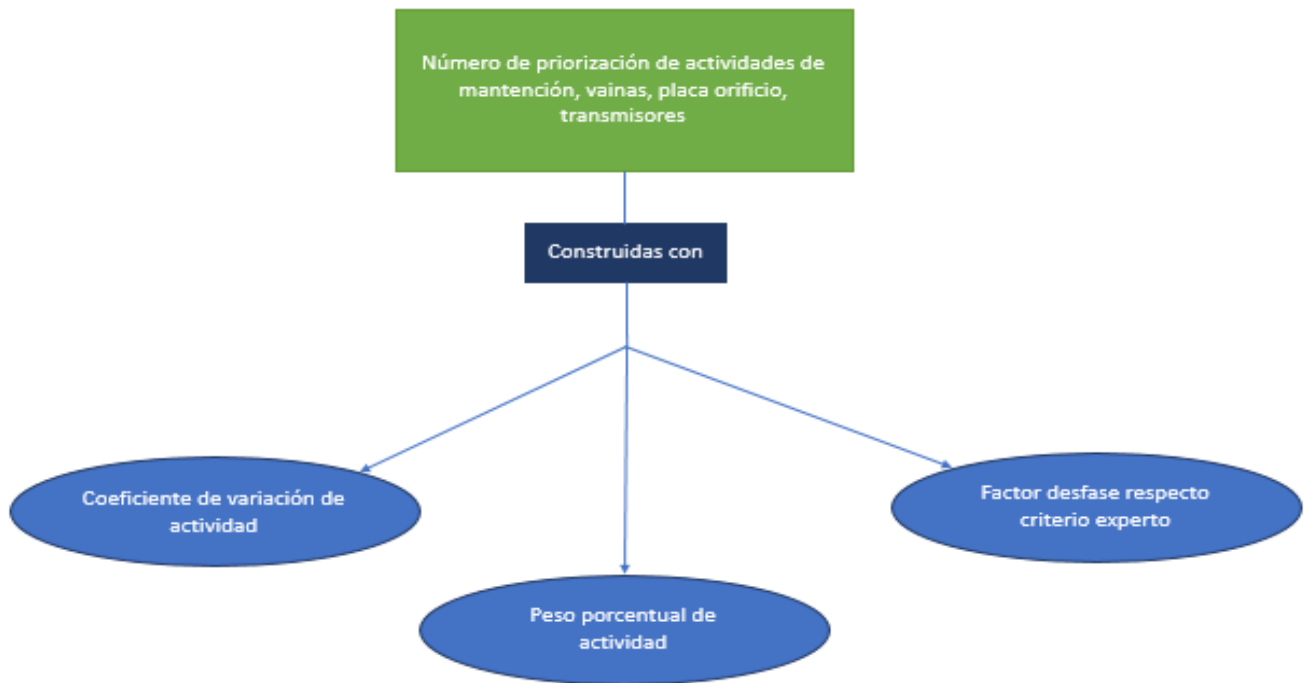 Número de priorización de actividades de
mantención, vainas, placa orificio,
transmisores
Construidas con
Coeficiente de variación de
actividad
Peso porcentual de
actividad
Factor desfase respecto
criterio experto